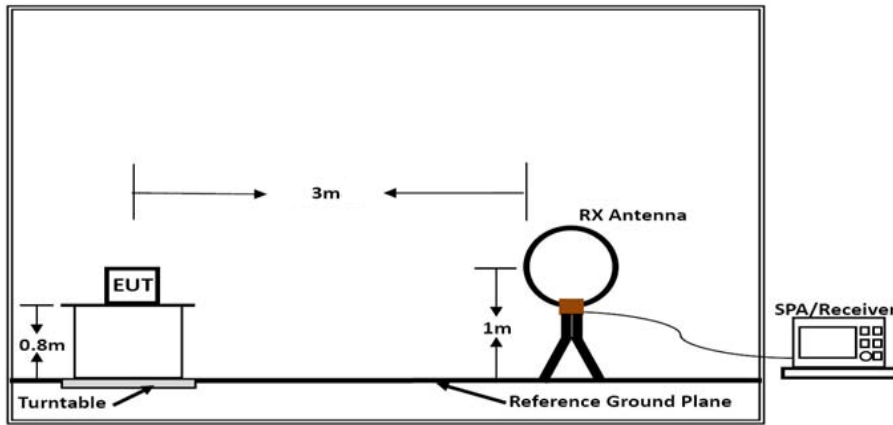 3m
RX Antenna
EUT
SPA/Receiver
0.8m
1m
Turntable
Reference Ground Plane